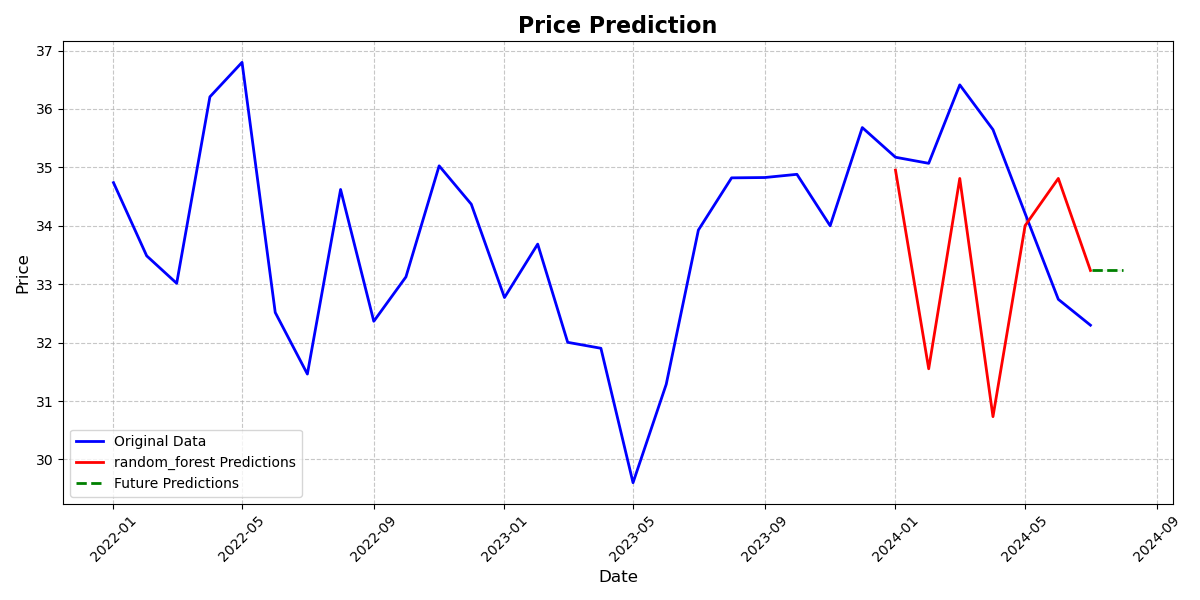 Price Prediction
37
36
35
34
33
32
31
30
Price
Original Data
random_forest Predictions
Future Predictions
2022-01
2022-05
2022-09
2023-01
2023-05
2023-09
2024-01
2024-05
2024-09
Date